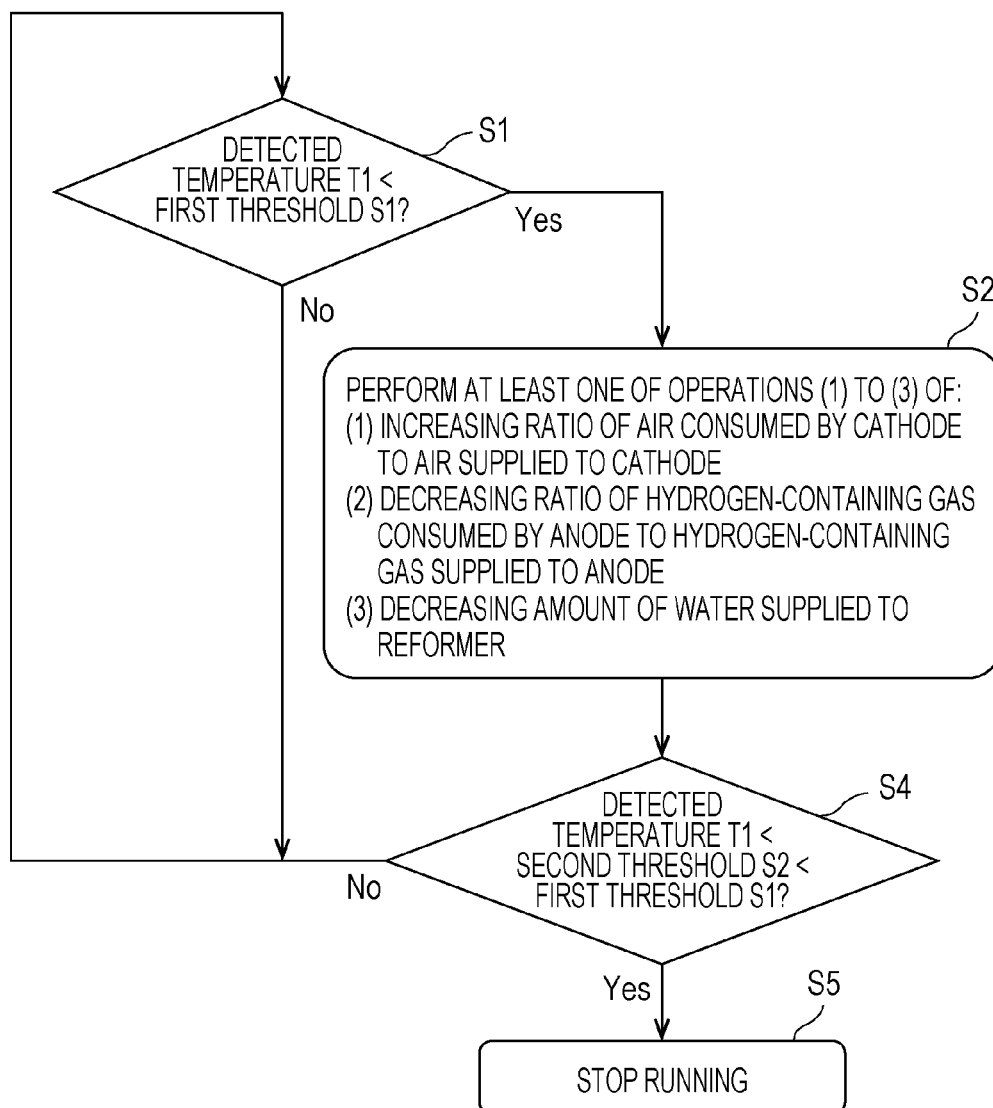 S1
DETECTED
TEMPERATURE T1 <
FIRST THRESHOLD S1?
Yes
No
S2
PERFORM AT LEAST ONE OF OPERATIONS (1) TO (3) OF:
(1) INCREASING RATIO OF AIR CONSUMED BY CATHODE
TO AIR SUPPLIED TO CATHODE
(2) DECREASING RATIO OF HYDROGEN-CONTAINING GAS
CONSUMED BY ANODE TO HYDROGEN-CONTAINING
GAS SUPPLIED TO ANODE
(3) DECREASING AMOUNT OF WATER SUPPLIED TO
REFORMER
S4
DETECTED
TEMPERATURE T1 <
SECOND THRESHOLD S2 <
FIRST THRESHOLD S1?
No
Yes
S5
STOP RUNNING